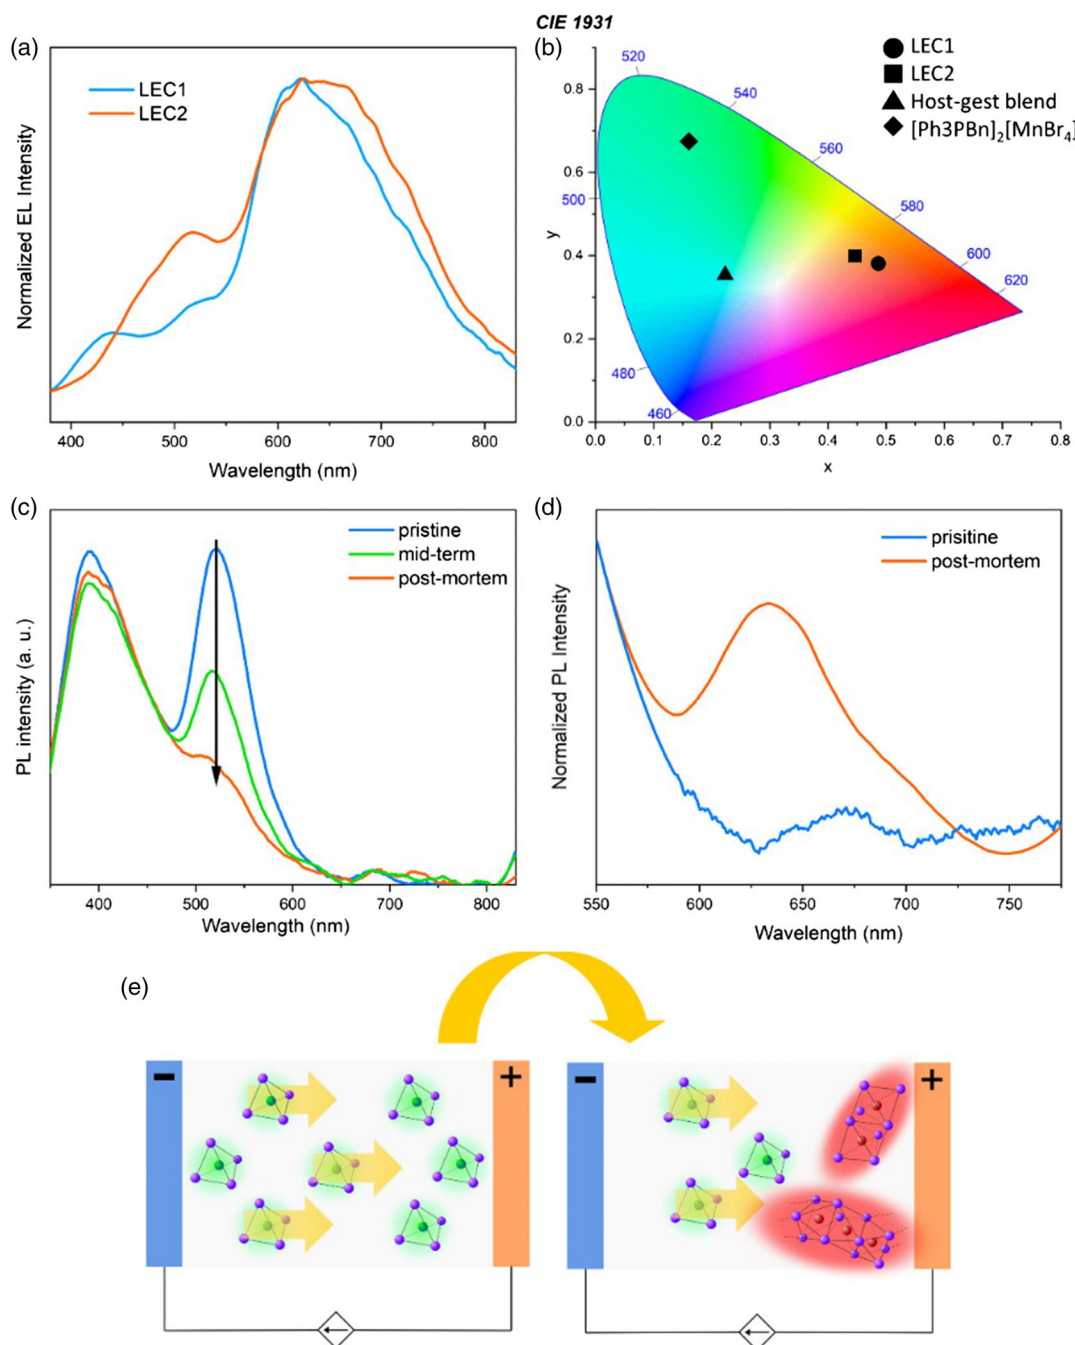 (a)
LEC1
LEC2
Normalized EL Intensity
400 500 600 700 800
Wavelength (nm)
CIE 1931
(b)
LEC1
LEC2
Host-gest blend
[Ph3PBn]₂[MnBr₄]
y
0.8
0.6
0.4
0.2
0.0
520
540
560
500
580
600
620
480
460
0.0 0.1 0.2 0.3 0.4 0.5 0.6 0.7 0.8
x
(c)
pristine
mid-term
post-mortem
PL intensity (a. u.)
400 500 600 700 800
Wavelength (nm)
(d)
prisitine
post-mortem
Normalized PL Intensity
550 600 650 700 750
Wavelength (nm)
(e)
− +
− +